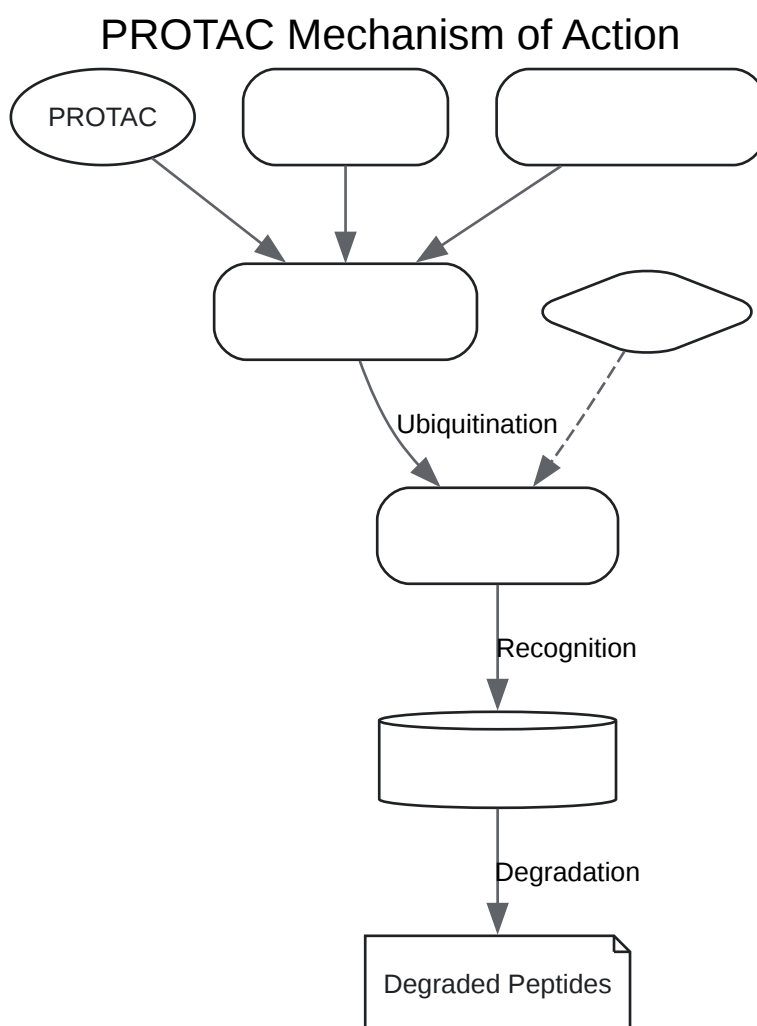 PROTAC Mechanism of Action
PROTAC
Ubiquitination
Recognition
Degradation
Degraded Peptides